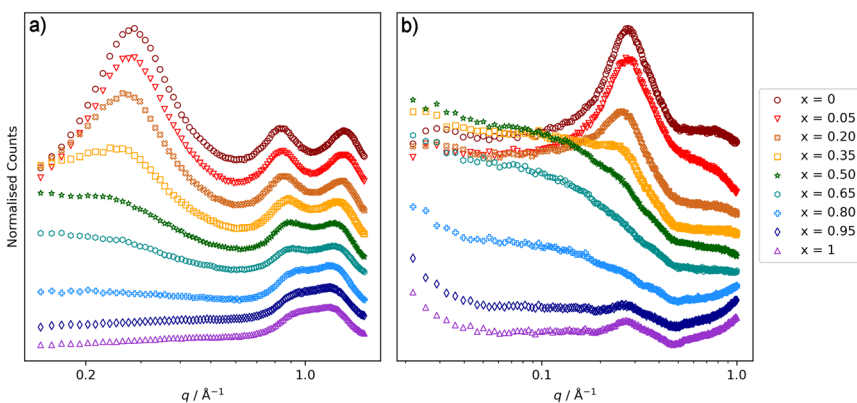 a)
b)
Normalised Counts
0.2
1.0
q / Å⁻¹
0.1
1.0
q / Å⁻¹
x = 0
x = 0.05
x = 0.20
x = 0.35
x = 0.50
x = 0.65
x = 0.80
x = 0.95
x = 1